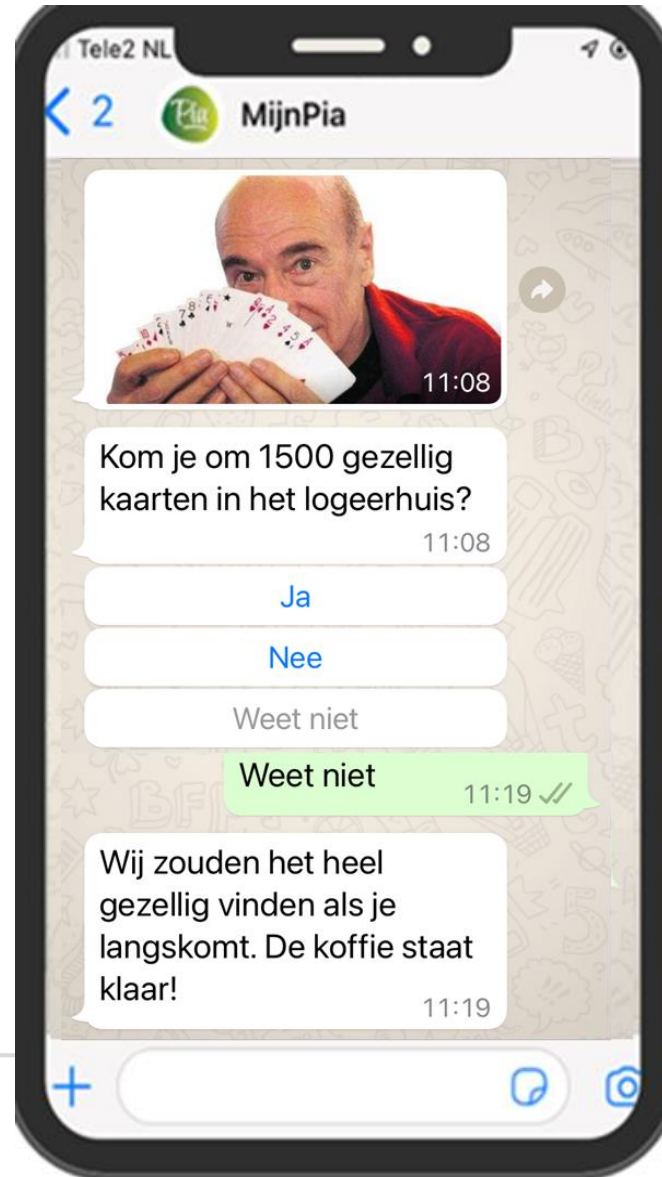 Tele2 NL
2
Pia
MijnPia
11:08
Kom je om 1500 gezellig
kaarten in het logeerhuis?
11:08
Ja
Nee
Weet niet
Weet niet
11:19
Wij zouden het heel
gezellig vinden als je
langskomt. De koffie staat
klaar!
11:19